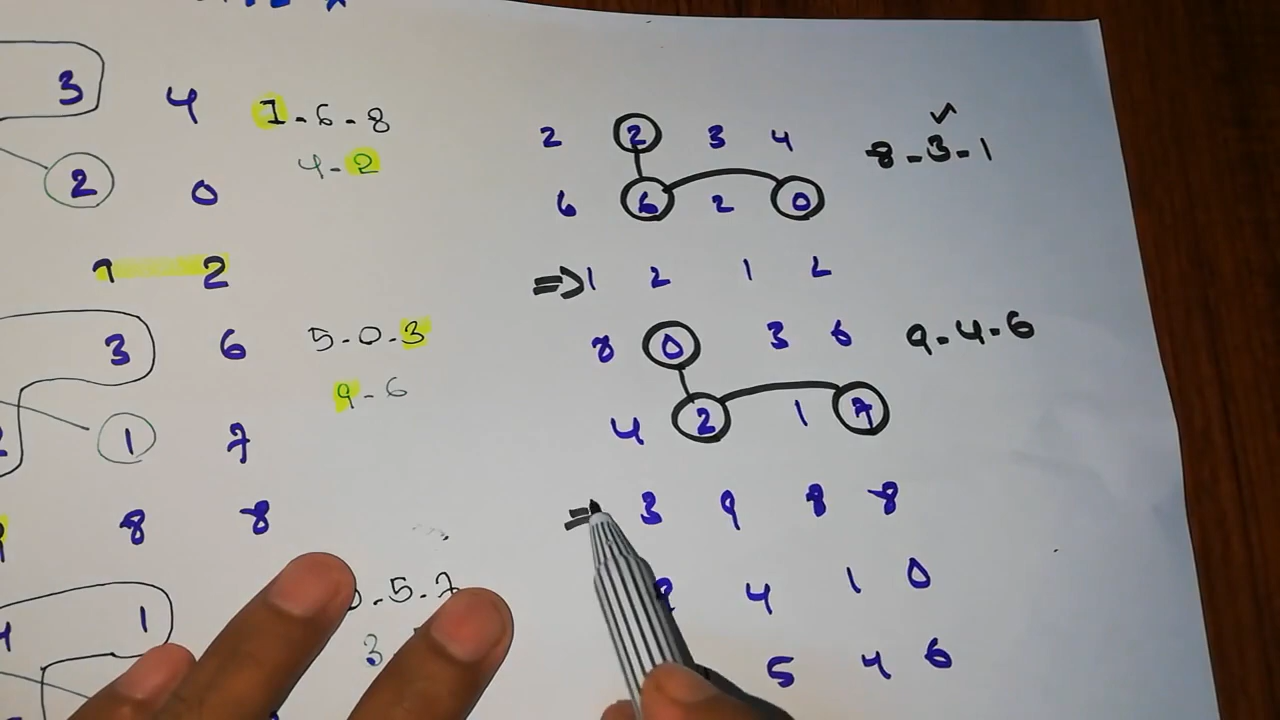 3 4 1-6-8
4-2
2 0
1 2
3 6 5-0-3
9-6
1 7
8 8
1 -5-7
3
2 2 3 4 8-3-1
6 6 2 0
=> 1 2 1 2
8 0 3 6 9-4-6
4 2 1 7
= 3 9 8 8
4 1 0
5 4 6